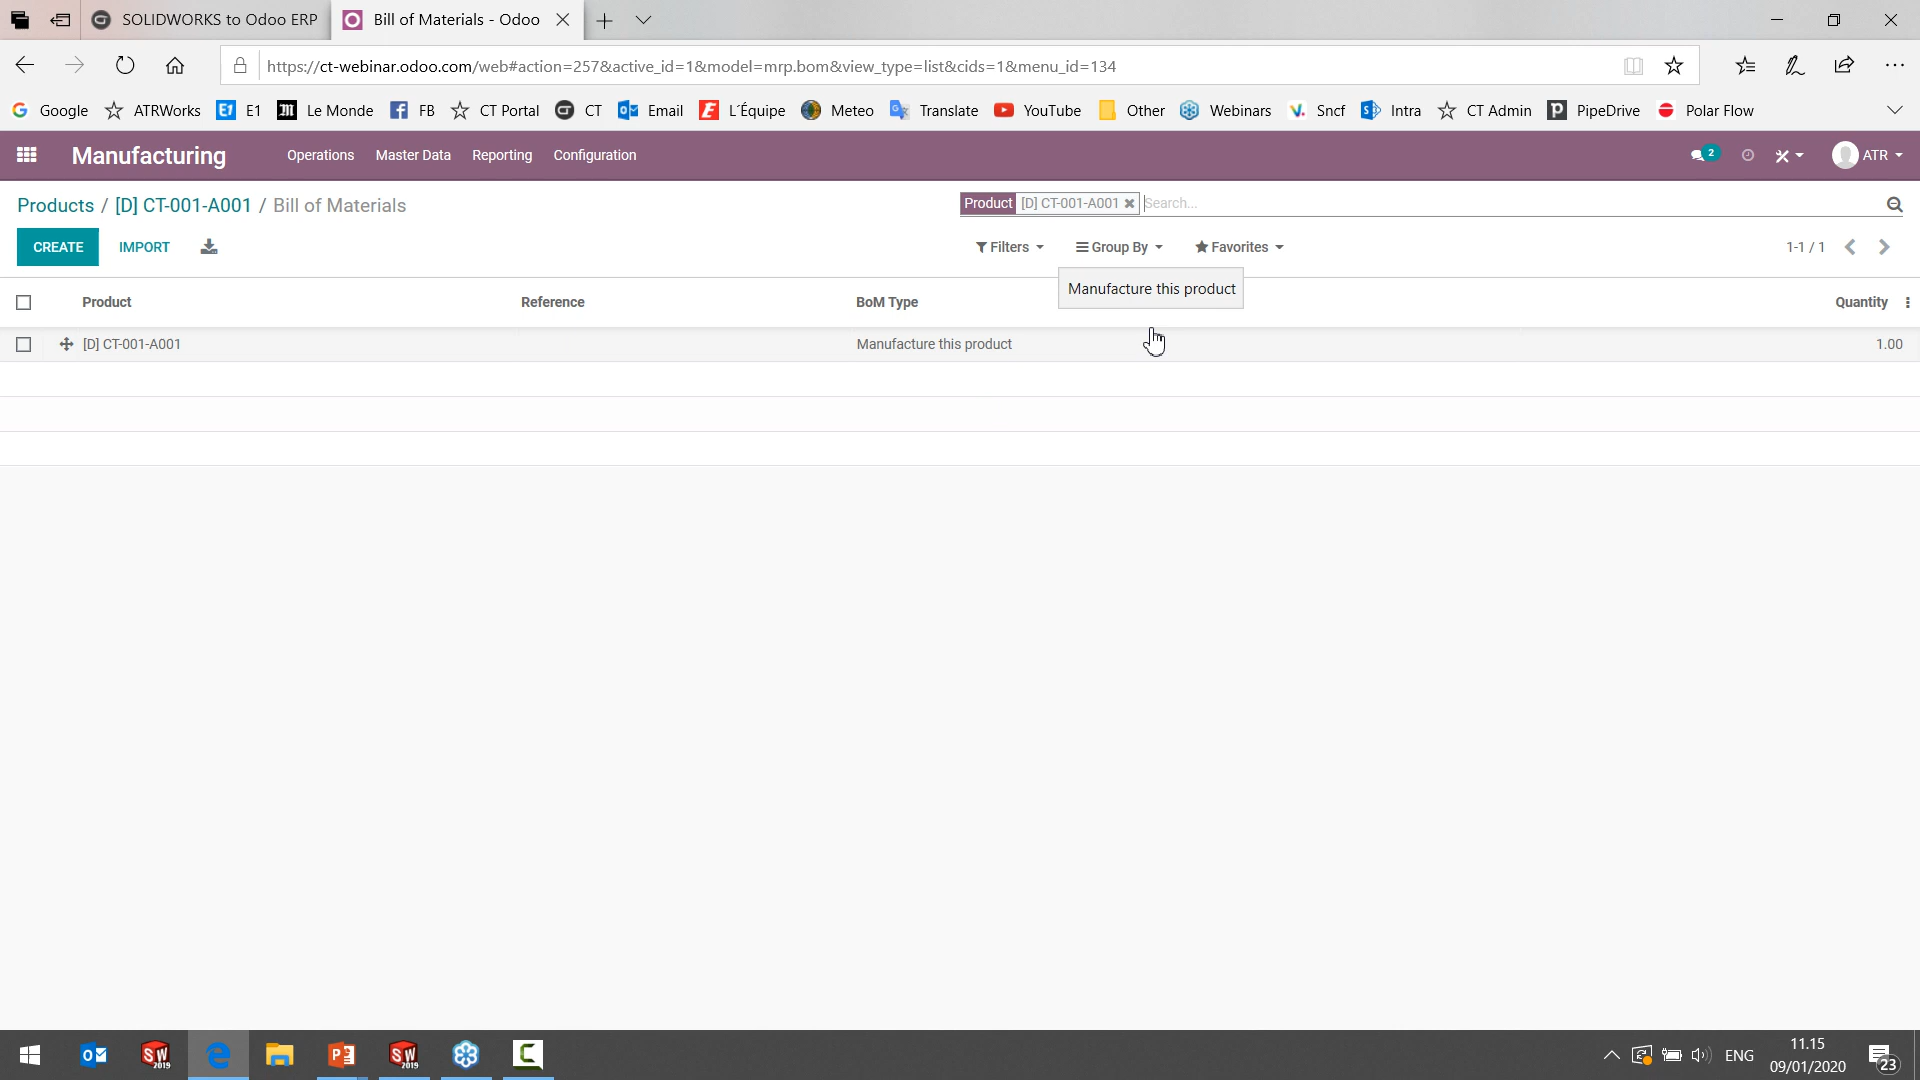 SOLIDWORKS to Odoo ERP
Bill of Materials - Odoo
https://ct-webinar.odoo.com/web#action=257&active_id=1&model=mrp.bom&view_type=list&cids=1&menu_id=134
Google ATRWorks E1 E1 Le Monde FB CT Portal CT Email L´Équipe Meteo Translate YouTube Other Webinars Sncf Intra CT Admin PipeDrive Polar Flow
Manufacturing Operations Master Data Reporting Configuration 2 ATR
Products / [D] CT-001-A001 / Bill of Materials
Product [D] CT-001-A001 Search...
CREATE IMPORT Filters Group By Favorites 1-1 / 1
Manufacture this product
Product Reference BoM Type Quantity
[D] CT-001-A001 Manufacture this product 1.00
ENG 11.15
09/01/2020 23
SW 2019
SW 2019